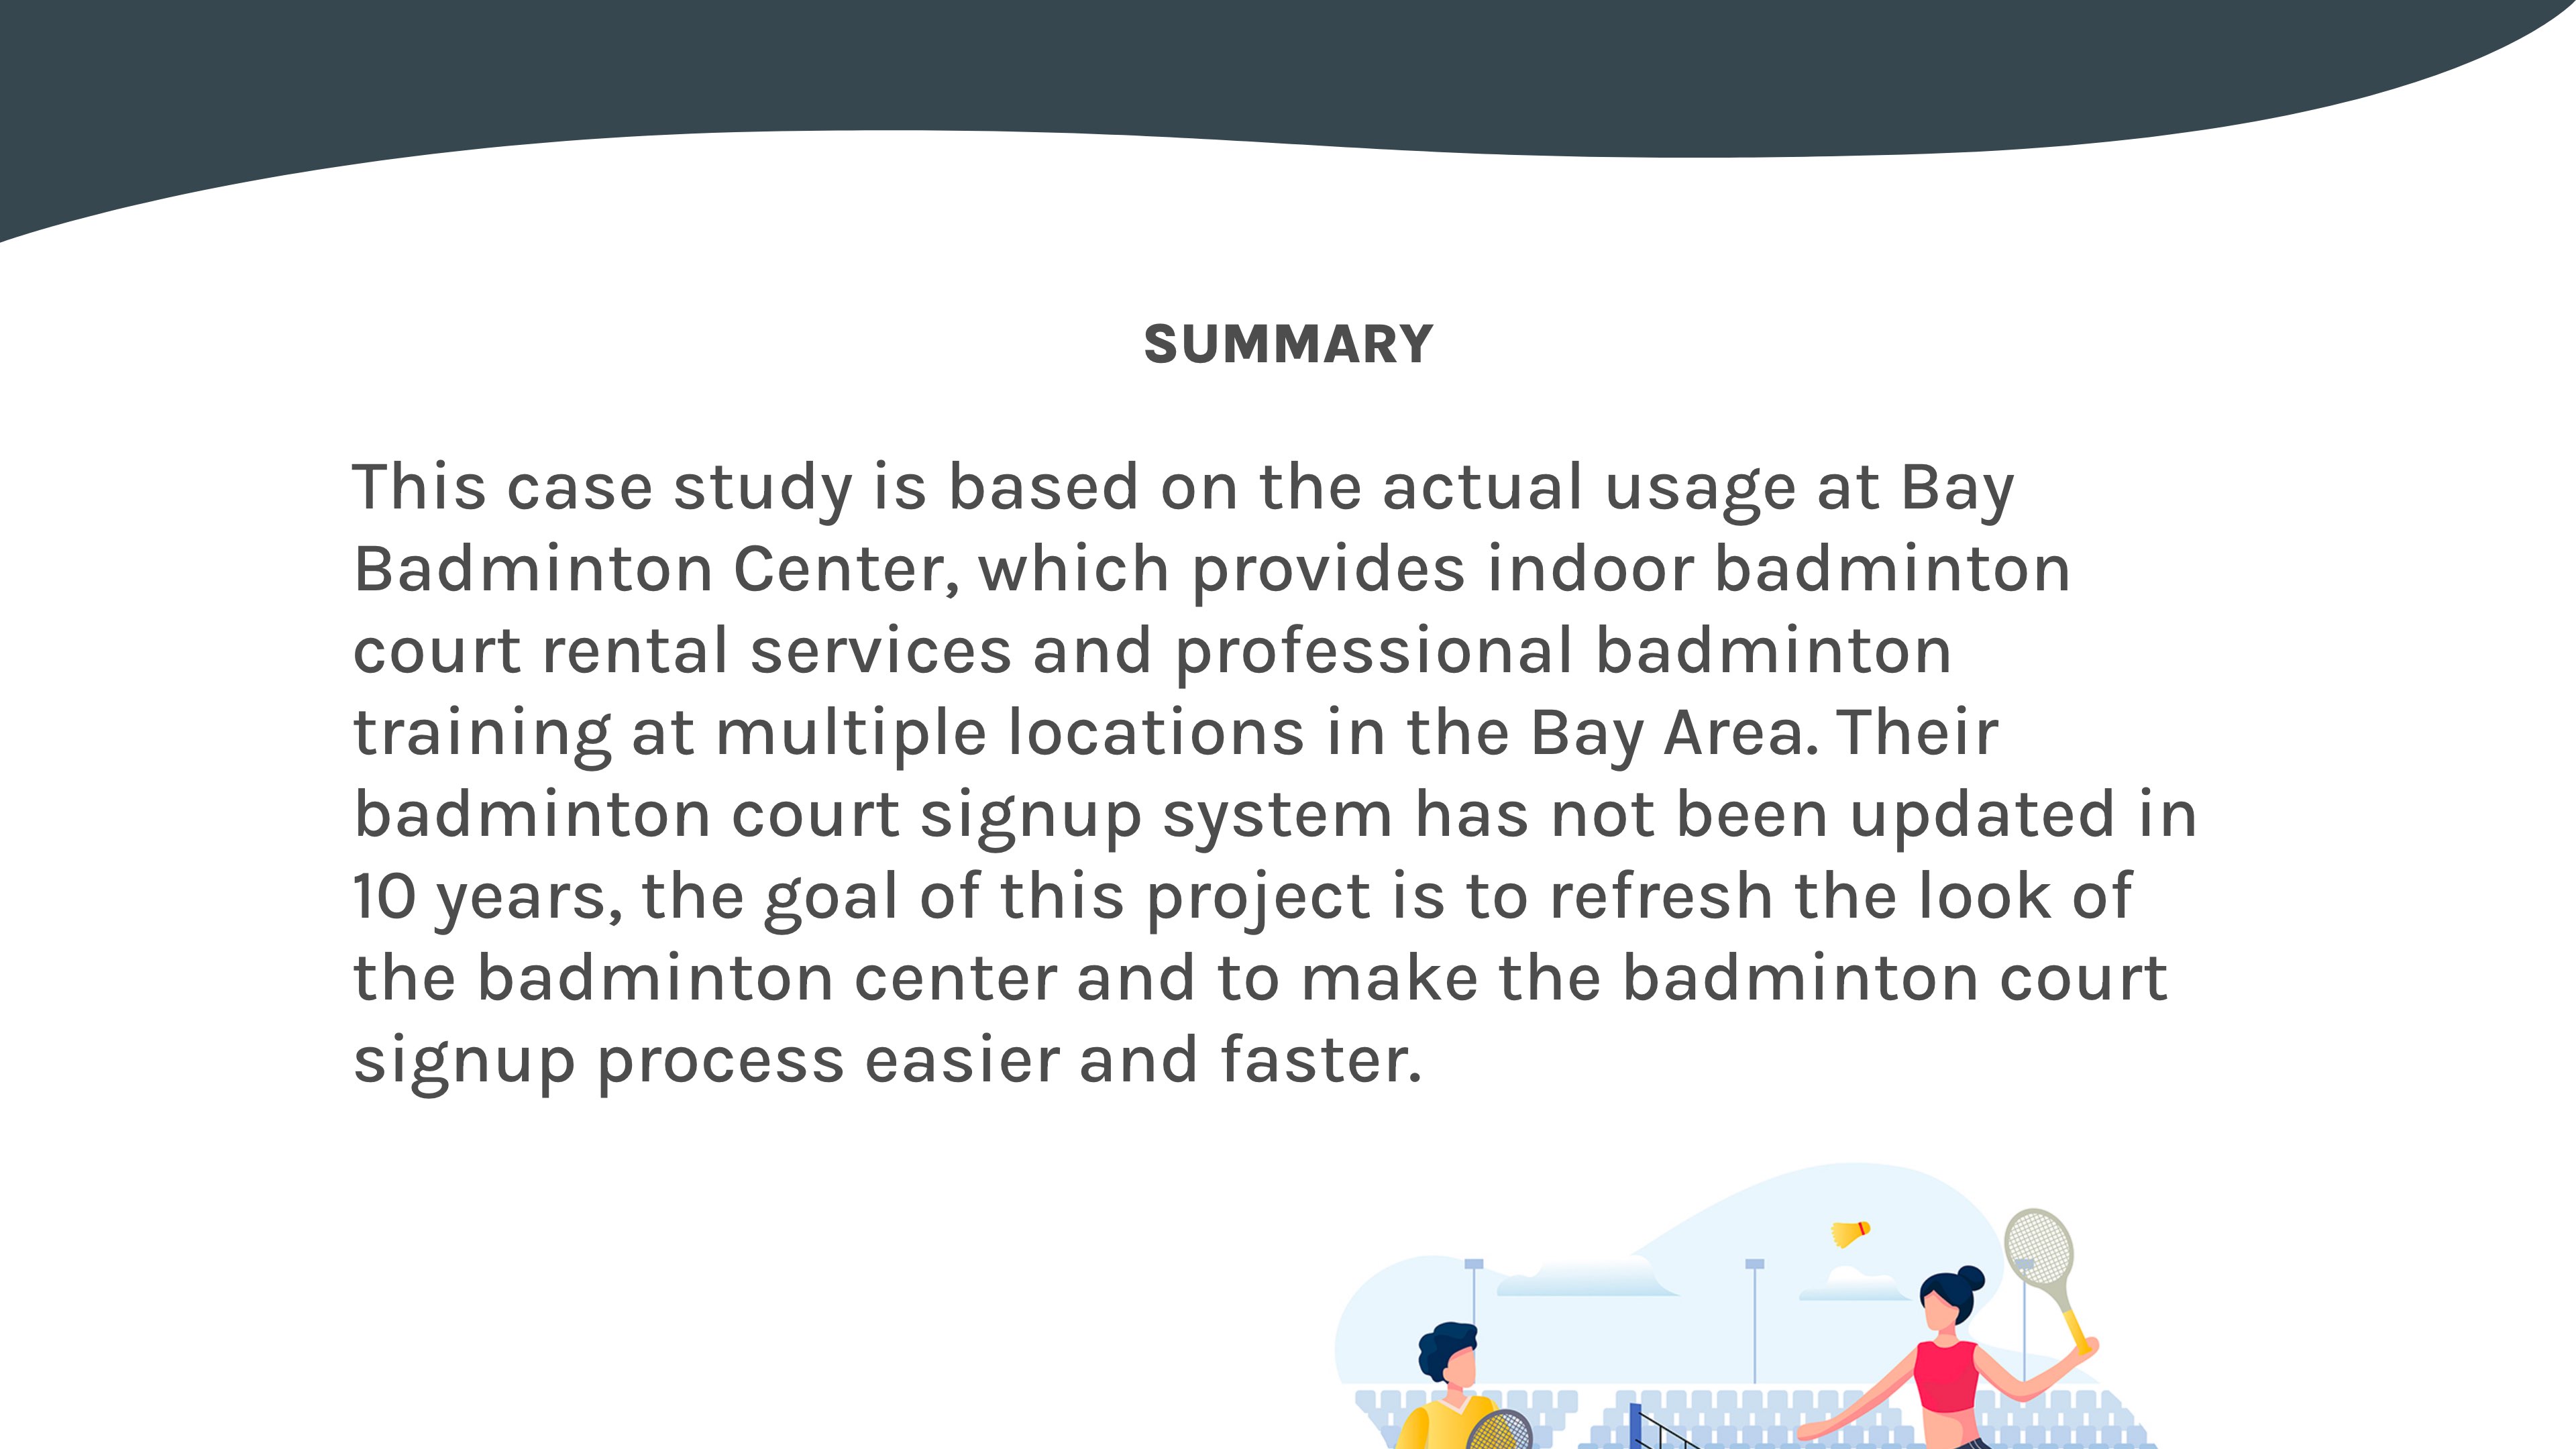 SUMMARY
This case study is based on the actual usage at Bay
Badminton Center, which provides indoor badminton
court rental services and professional badminton
training at multiple locations in the Bay Area. Their
badminton court signup system has not been updated in
10 years, the goal of this project is to refresh the look of
the badminton center and to make the badminton court
signup process easier and faster.